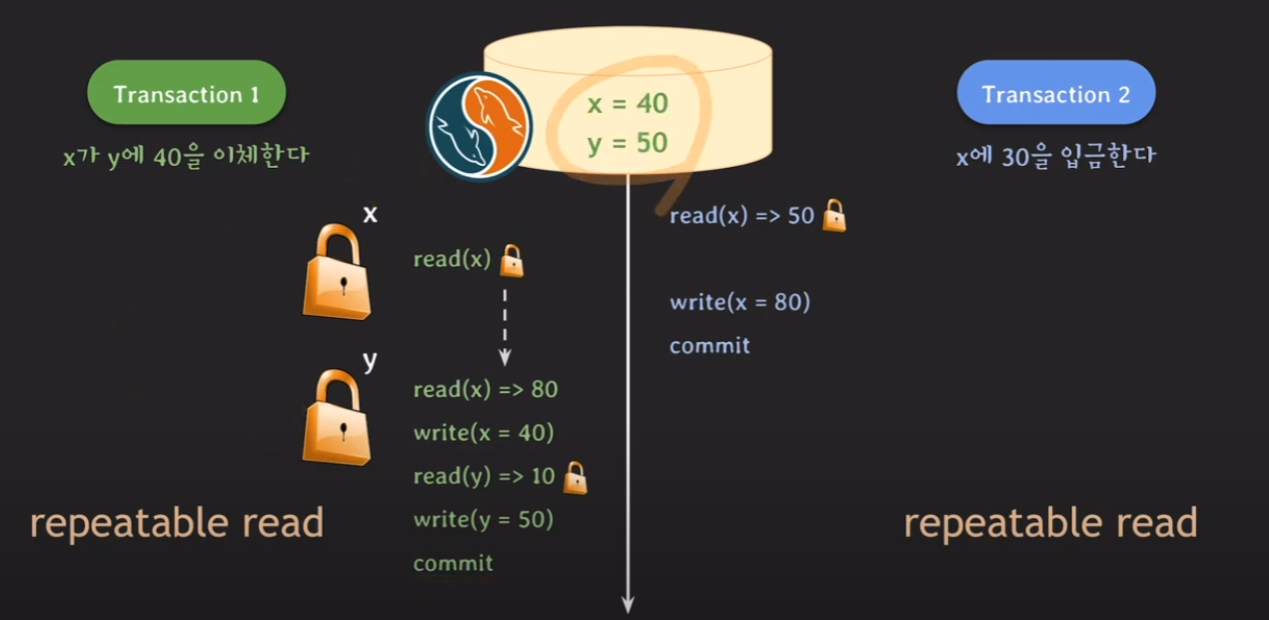 Transaction 1
x가 y에 40을 이체한다
x = 40
y = 50
Transaction 2
x에 30을 입금한다
x
read(x) => 50
read(x)
write(x = 80)
commit
y
read(x) => 80
write(x = 40)
read(y) => 10
write(y = 50)
commit
repeatable read
repeatable read